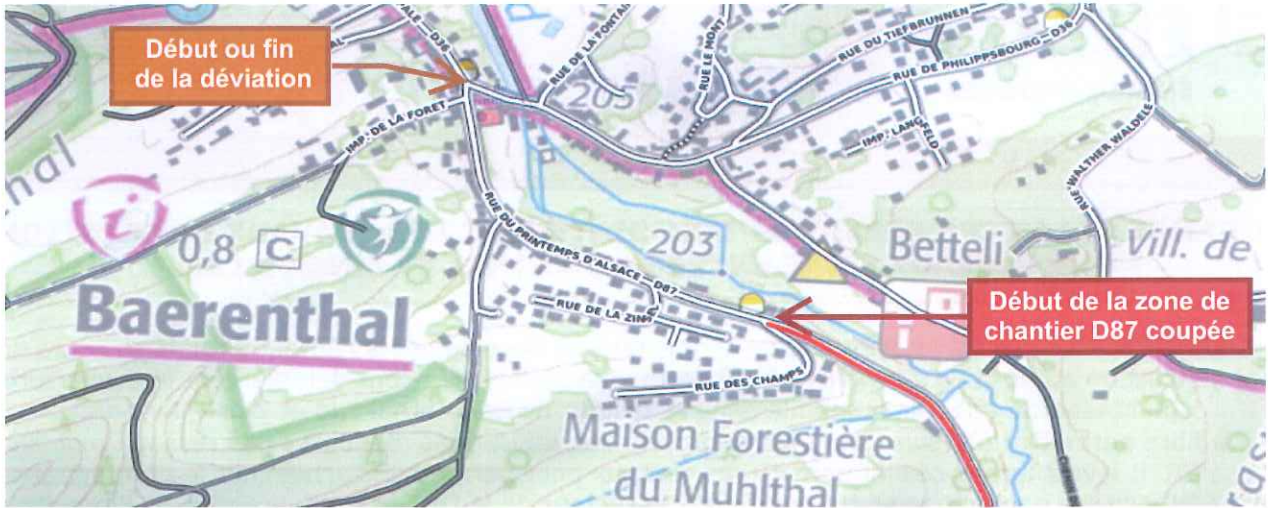 Début ou fin
de la déviation
D36
RUE DE LA FONTAINE
RUE LE MONT
RUE DU TIEFBRUNNEN
RUE DE PHILIPPSBOURG-D36
205
IMP. DE LA FORET
IMP. LANGFELD
RUE WALTHER WALDELE
RUE DU PRINTEMPS D'ALSACE-D87
203
0,8 C
Betteli
Vill. de
Baerenthal
RUE DE LA
Début de la zone de
chantier D87 coupée
RUE DES CHAMPS
Maison Forestière
du Muhlthal